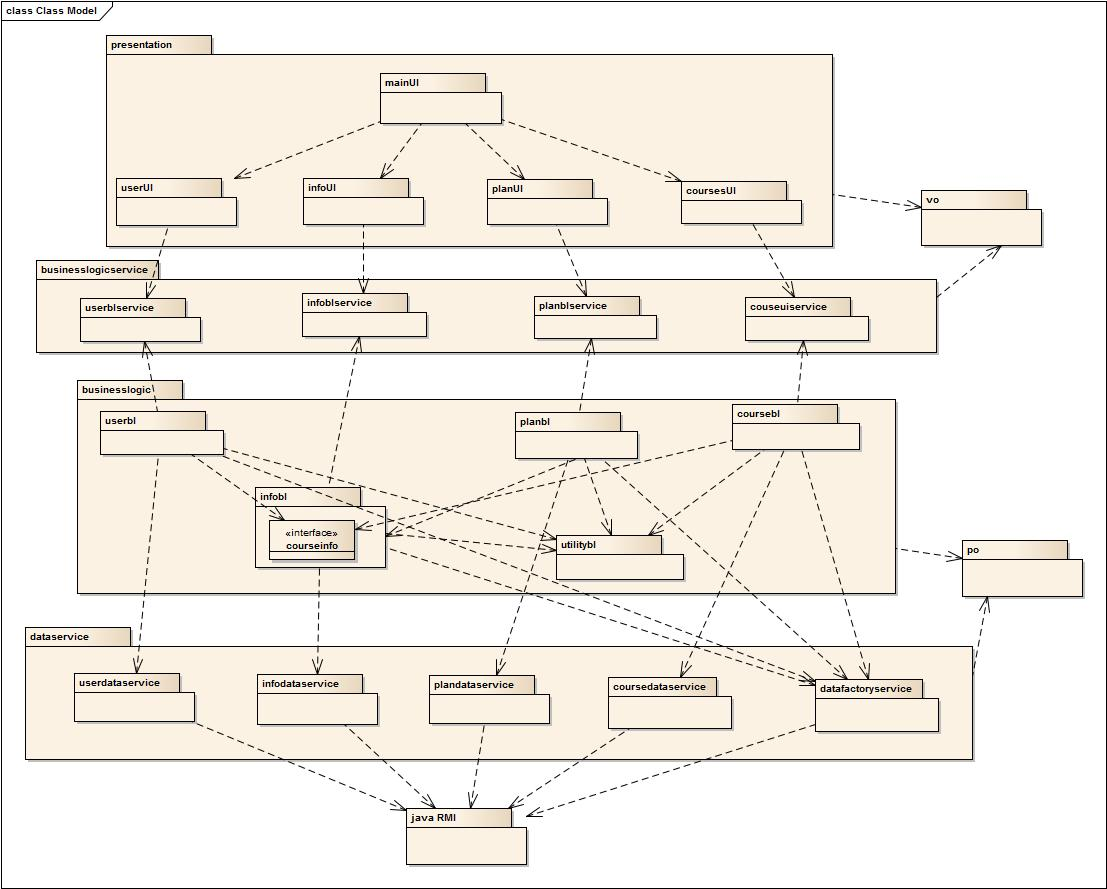 class Class Model
presentation
mainUI
userUI
infoUI
planUI
coursesUI
vo
businesslogicservice
userblservice
infoblservice
planblservice
couseuiservice
businesslogic
userbl
planbl
coursebl
infobl
«interface»
courseinfo
utilitybl
po
dataservice
userdataservice
infodataservice
plandataservice
coursedataservice
datafactoryservice
java RMI